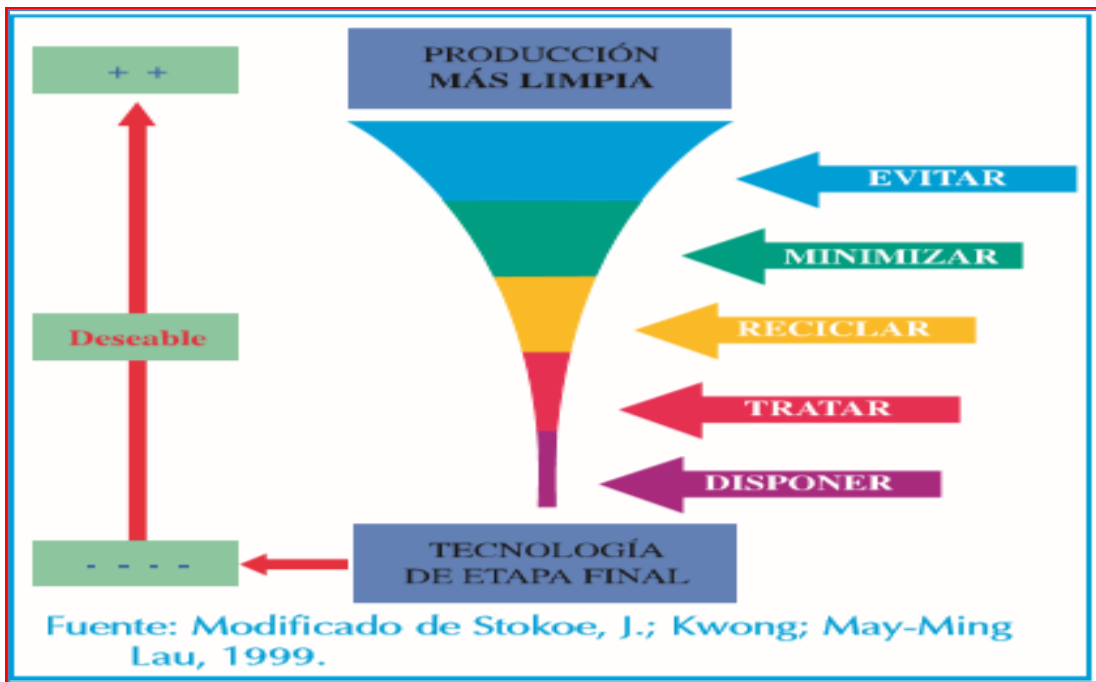 + +
PRODUCCIÓN
MÁS LIMPIA
EVITAR
MINIMIZAR
Deseable
RECICLAR
TRATAR
DISPONER
- - - -
TECNOLOGÍA
DE ETAPA FINAL
Fuente: Modificado de Stokoe, J.; Kwong; May-Ming
Lau, 1999.